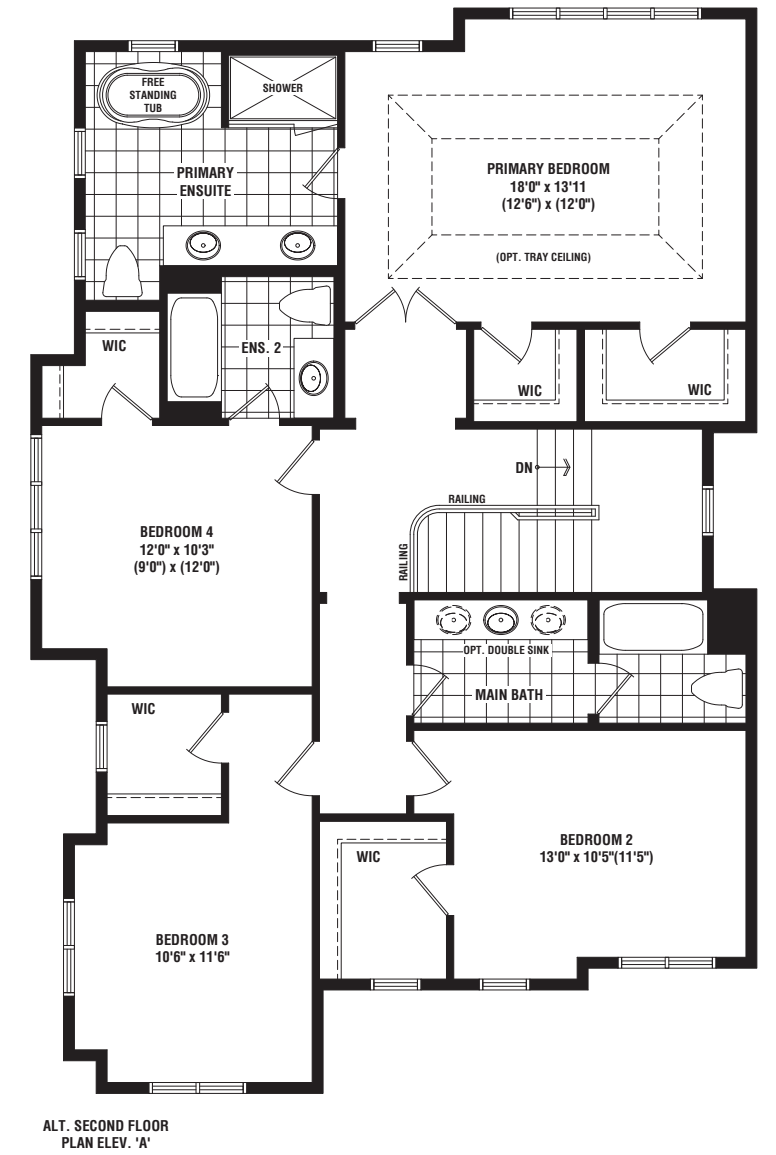 FREE
STANDING
TUB
SHOWER
PRIMARY
ENSUITE
PRIMARY BEDROOM
18'0" x 13'11
(12'6") x (12'0")
(OPT. TRAY CEILING)
WIC
ENS. 2
WIC
WIC
DN
RAILING
RAILING
BEDROOM 4
12'0" x 10'3"
(9'0") x (12'0")
OPT. DOUBLE SINK
MAIN BATH
WIC
BEDROOM 2
13'0" x 10'5"(11'5")
WIC
BEDROOM 3
10'6" x 11'6"
ALT. SECOND FLOOR
PLAN ELEV. 'A'